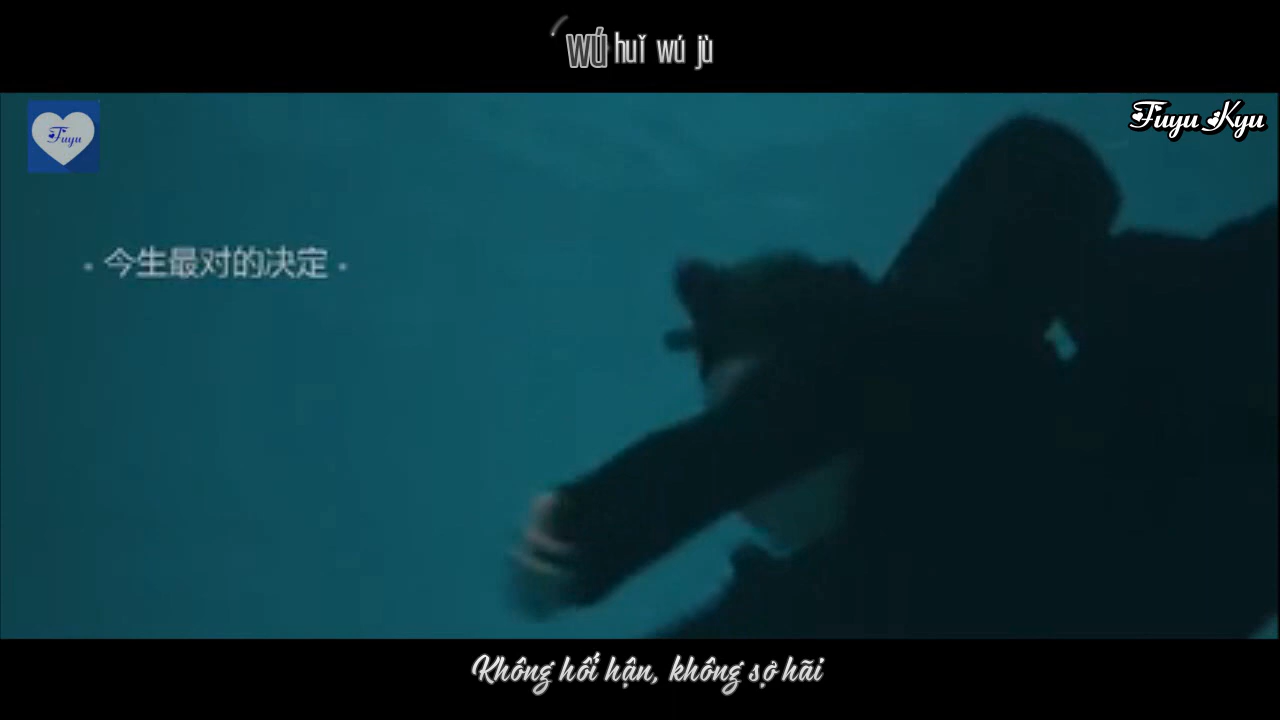 wú huǐ wú jù
Fuyu
Fuyu Kyu
· 今生最对的决定 ·
Không hối hận, không sợ hãi